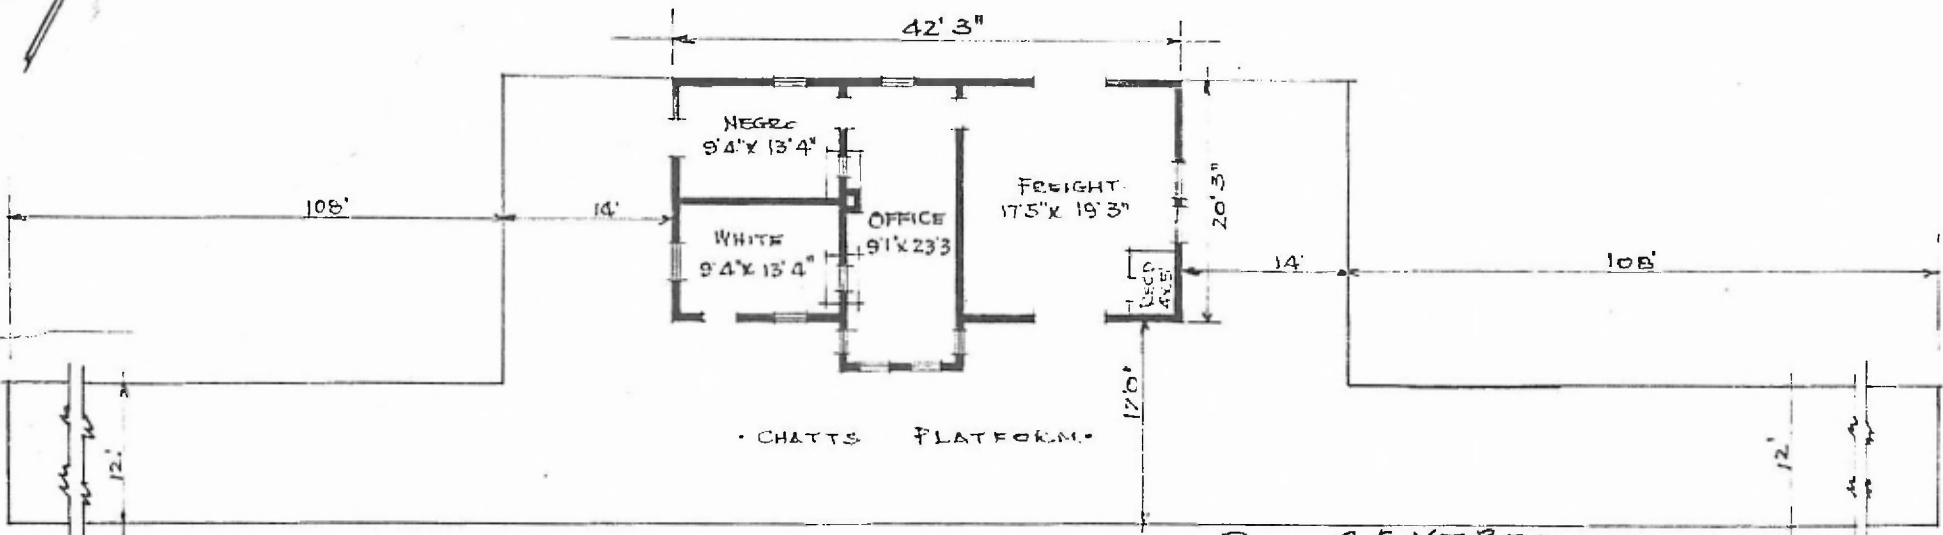 42' 3"
NEGRO
9'4" x 13'4"
108'
14'
WHITE
9'4" x 13'4"
OFFICE
9'1" x 23'3
FREIGHT.
17'5" x 19'3"
20' 3"
14'
108'
17'0"
• CHATTS PLATFORM •
12'
12'